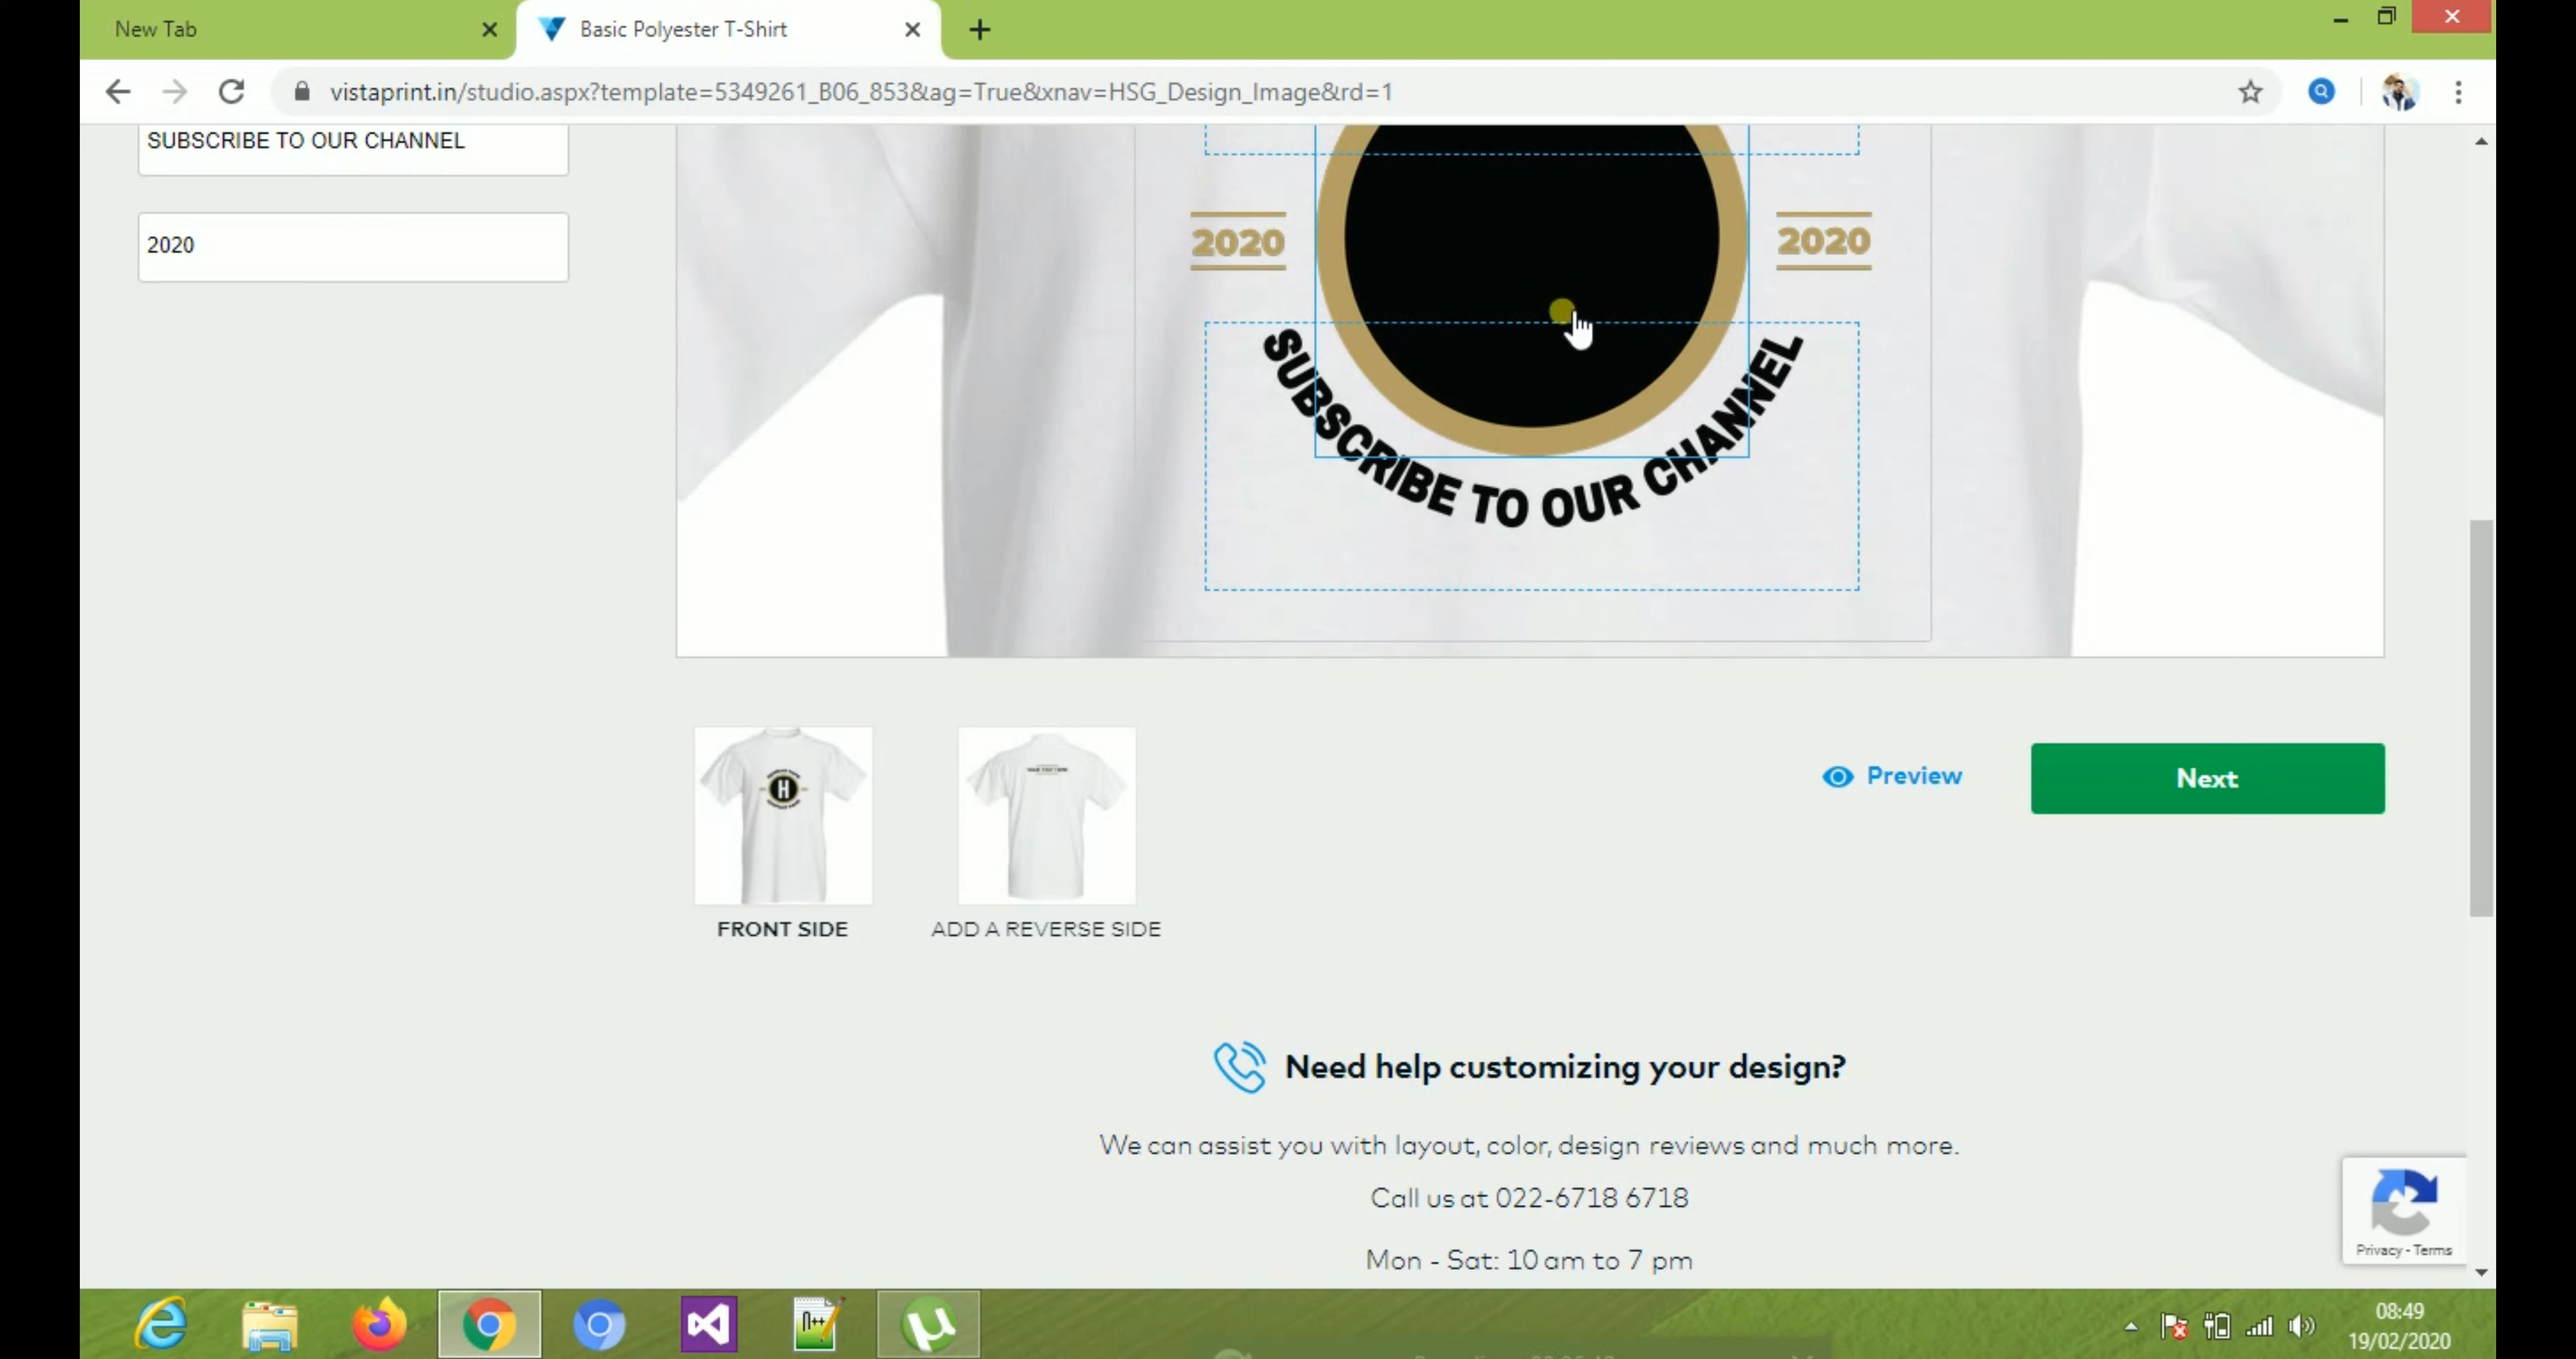 New Tab
Basic Polyester T-Shirt
vistaprint.in/studio.aspx?template=5349261_B06_853&ag=True&xnav=HSG_Design_Image&rd=1
SUBSCRIBE TO OUR CHANNEL
2020
2020
2020
SUBSCRIBE TO OUR CHANNEL
H
FRONT SIDE
ADD A REVERSE SIDE
Preview
Next
Need help customizing your design?
We can assist you with layout, color, design reviews and much more.
Call us at 022-6718 6718
Mon - Sat: 10 am to 7 pm
Privacy - Terms
08:49
19/02/2020